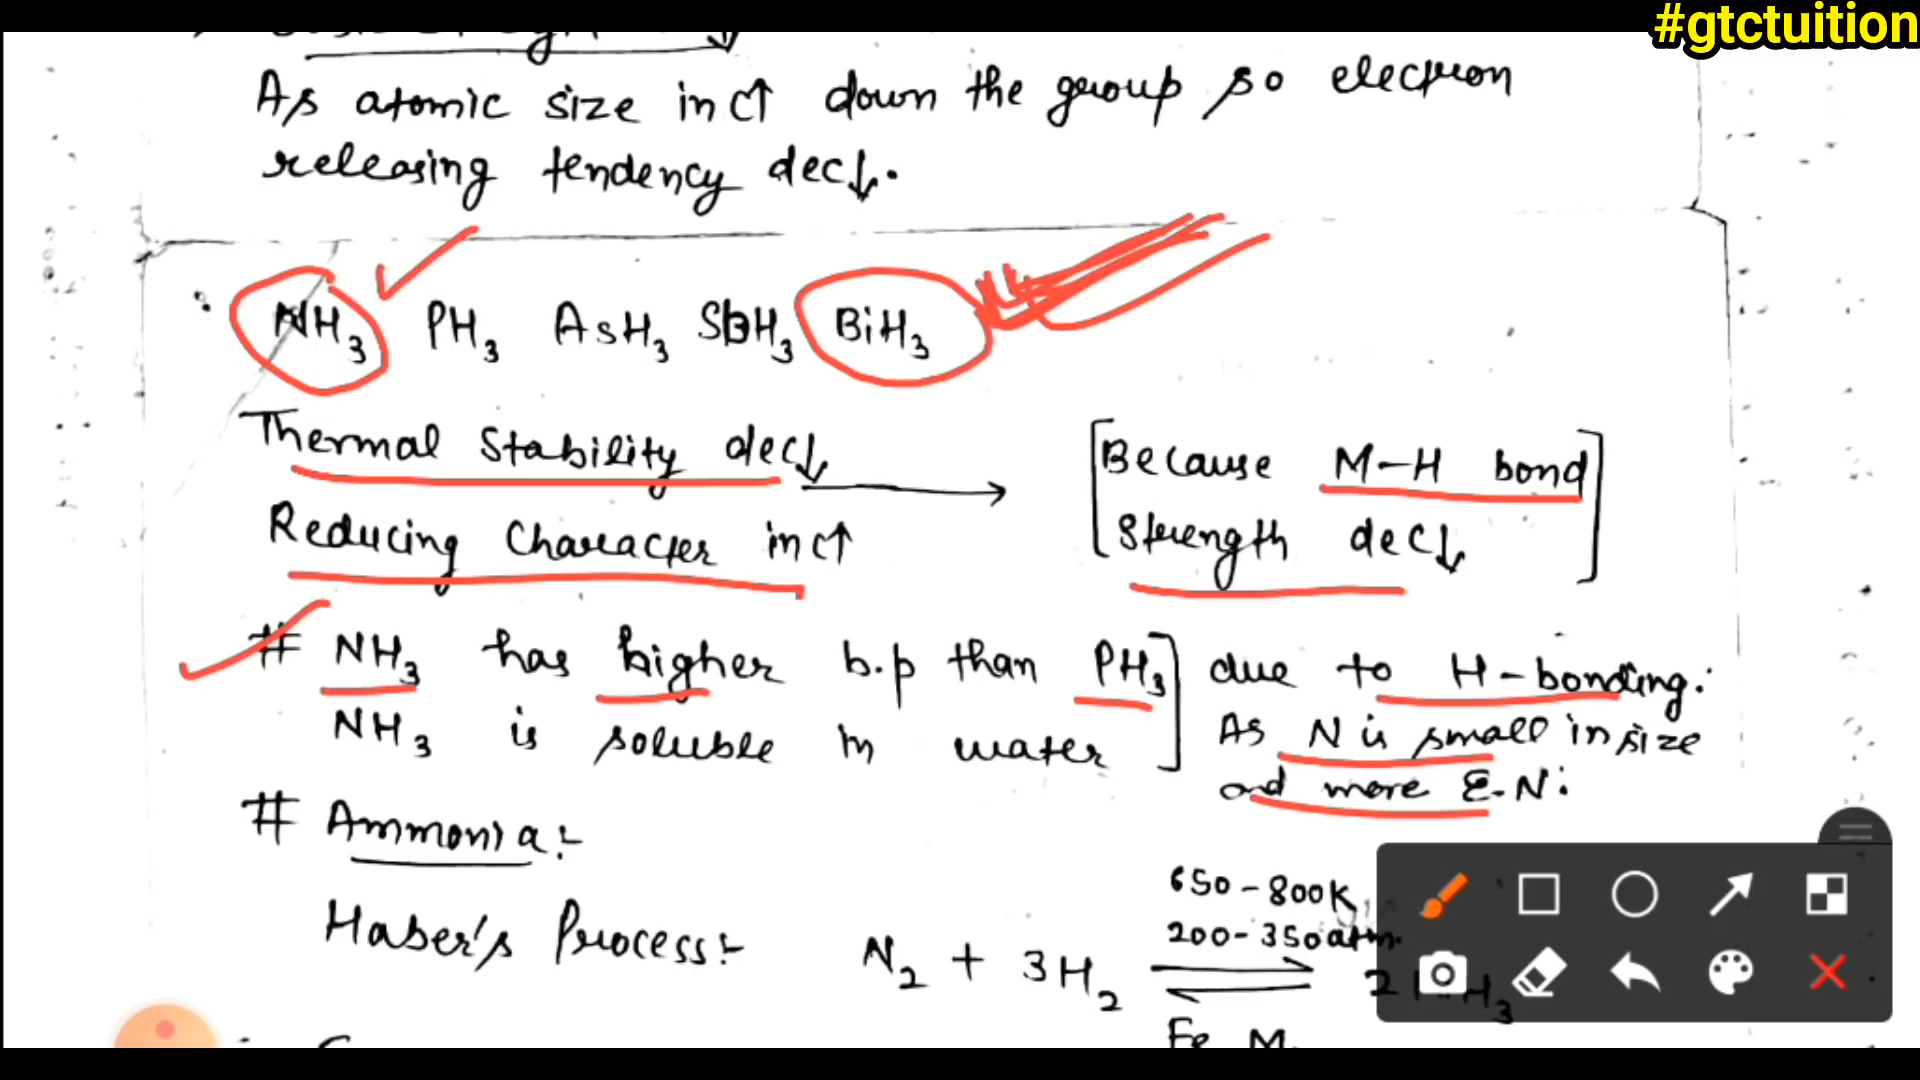 #gtctuition
As atomic size inc↑ down the group so electron
releasing tendency dec↓.
NH3 PH3 AsH3 SbH3 BiH3
Thermal Stability dec↓
Reducing Character inc↑
[Because M-H bond
Strength dec↓]
# NH3 has higher b.p than PH3] due to H-bonding.
NH3 is soluble in water
As N is small in size
and more E.N.
# Ammonia:-
Haber's Process:-
650-800K
200-350atm.
N2 + 3H2 ⇌ 2NH3
Fe